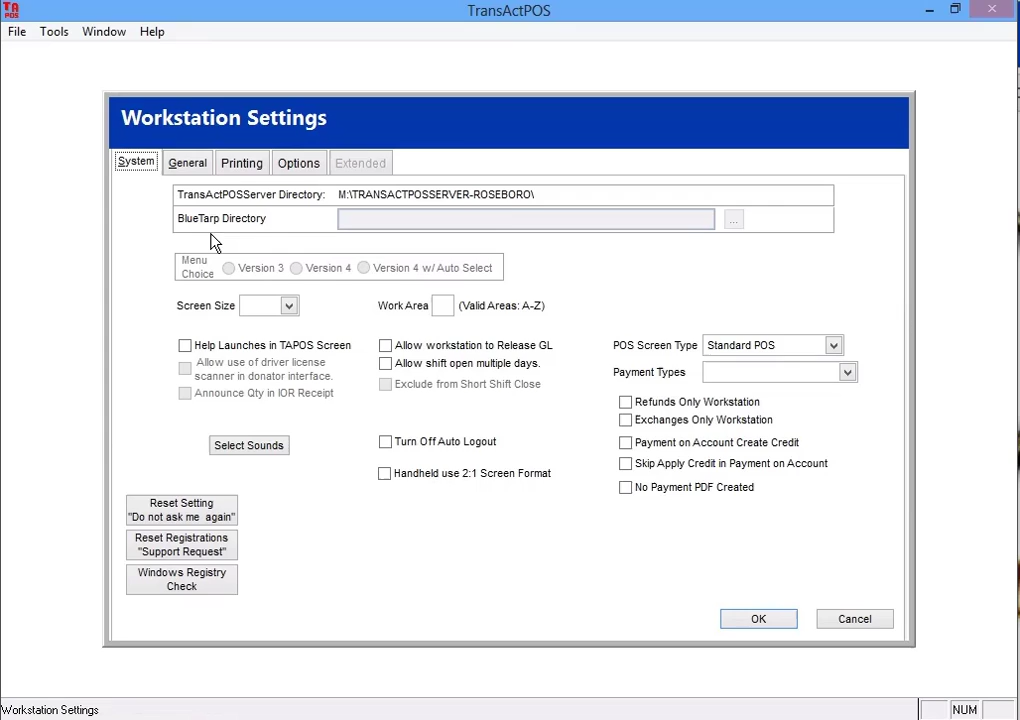 TA
POS
TransActPOS
File Tools Window Help
Workstation Settings
System General Printing Options Extended
TransActPOSServer Directory: M:\TRANSACTPOSSERVER-ROSEBORO\
BlueTarp Directory ...
Menu
Choice
Version 3 Version 4 Version 4 w/ Auto Select
Screen Size Work Area (Valid Areas: A-Z)
Help Launches in TAPOS Screen
Allow use of driver license
scanner in donator interface.
Announce Qty in IOR Receipt
Allow workstation to Release GL
Allow shift open multiple days.
Exclude from Short Shift Close
POS Screen Type Standard POS
Payment Types
Refunds Only Workstation
Exchanges Only Workstation
Payment on Account Create Credit
Skip Apply Credit in Payment on Account
No Payment PDF Created
Select Sounds
Turn Off Auto Logout
Handheld use 2:1 Screen Format
Reset Setting
"Do not ask me again"
Reset Registrations
"Support Request"
Windows Registry
Check
OK Cancel
Workstation Settings NUM